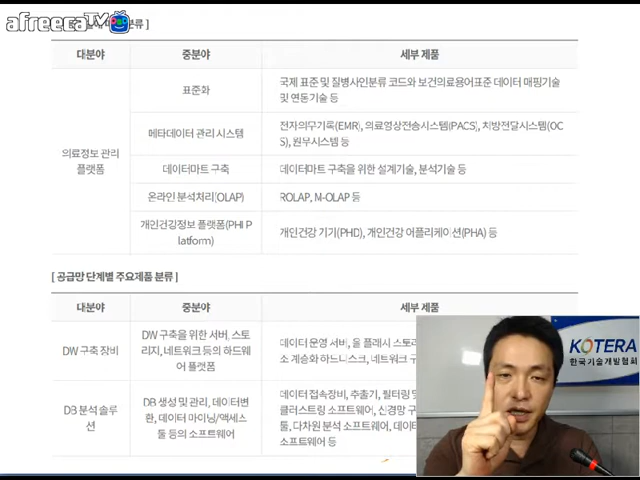 afreecaTV
분류 ]
대분야 중분야 세부 제품
의료정보 관리
플랫폼
표준화
국제 표준 및 질병사인분류 코드와 보건의료용어표준 데이터 매핑기술
및 연동기술 등
메타데이터 관리 시스템
전자의무기록(EMR), 의료영상전송시스템(PACS), 처방전달시스템(OC
S), 원무시스템 등
데이터마트 구축
데이터마트 구축을 위한 설계기술, 분석기술 등
온라인 분석처리(OLAP)
ROLAP, M-OLAP 등
개인건강정보 플랫폼(PHI P
latform)
개인건강 기기(PHD), 개인건강 어플리케이션(PHA) 등
[ 공급망 단계별 주요제품 분류 ]
대분야 중분야 세부 제품
DW 구축 장비
DW 구축을 위한 서버, 스토
리지, 네트워크 등의 하드웨
어 플랫폼
데이터 운영 서버, 올 플래시 스토리
소 계층화 하드디스크, 네트워크
DB 분석 솔루
션
DB 생성 및 관리, 데이터변
환, 데이터 마이닝/액세스
툴 등의 소프트웨어
데이터 접속장비, 추출기, 필터링 및
클러스터링 소프트웨어, 신경망
툴, 다차원 분석 소프트웨어, 데이터
소프트웨어 등
KOTERA
한국기술개발협회